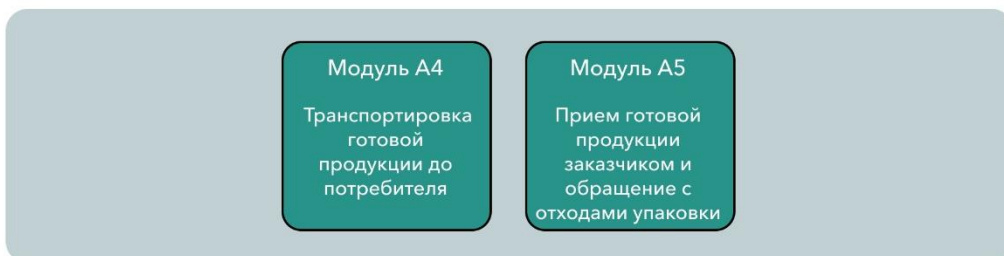 Модуль А4
Транспортировка
готовой
продукции до
потребителя
Модуль А5
Прием готовой
продукции
заказчиком и
обращение с
отходами упаковки